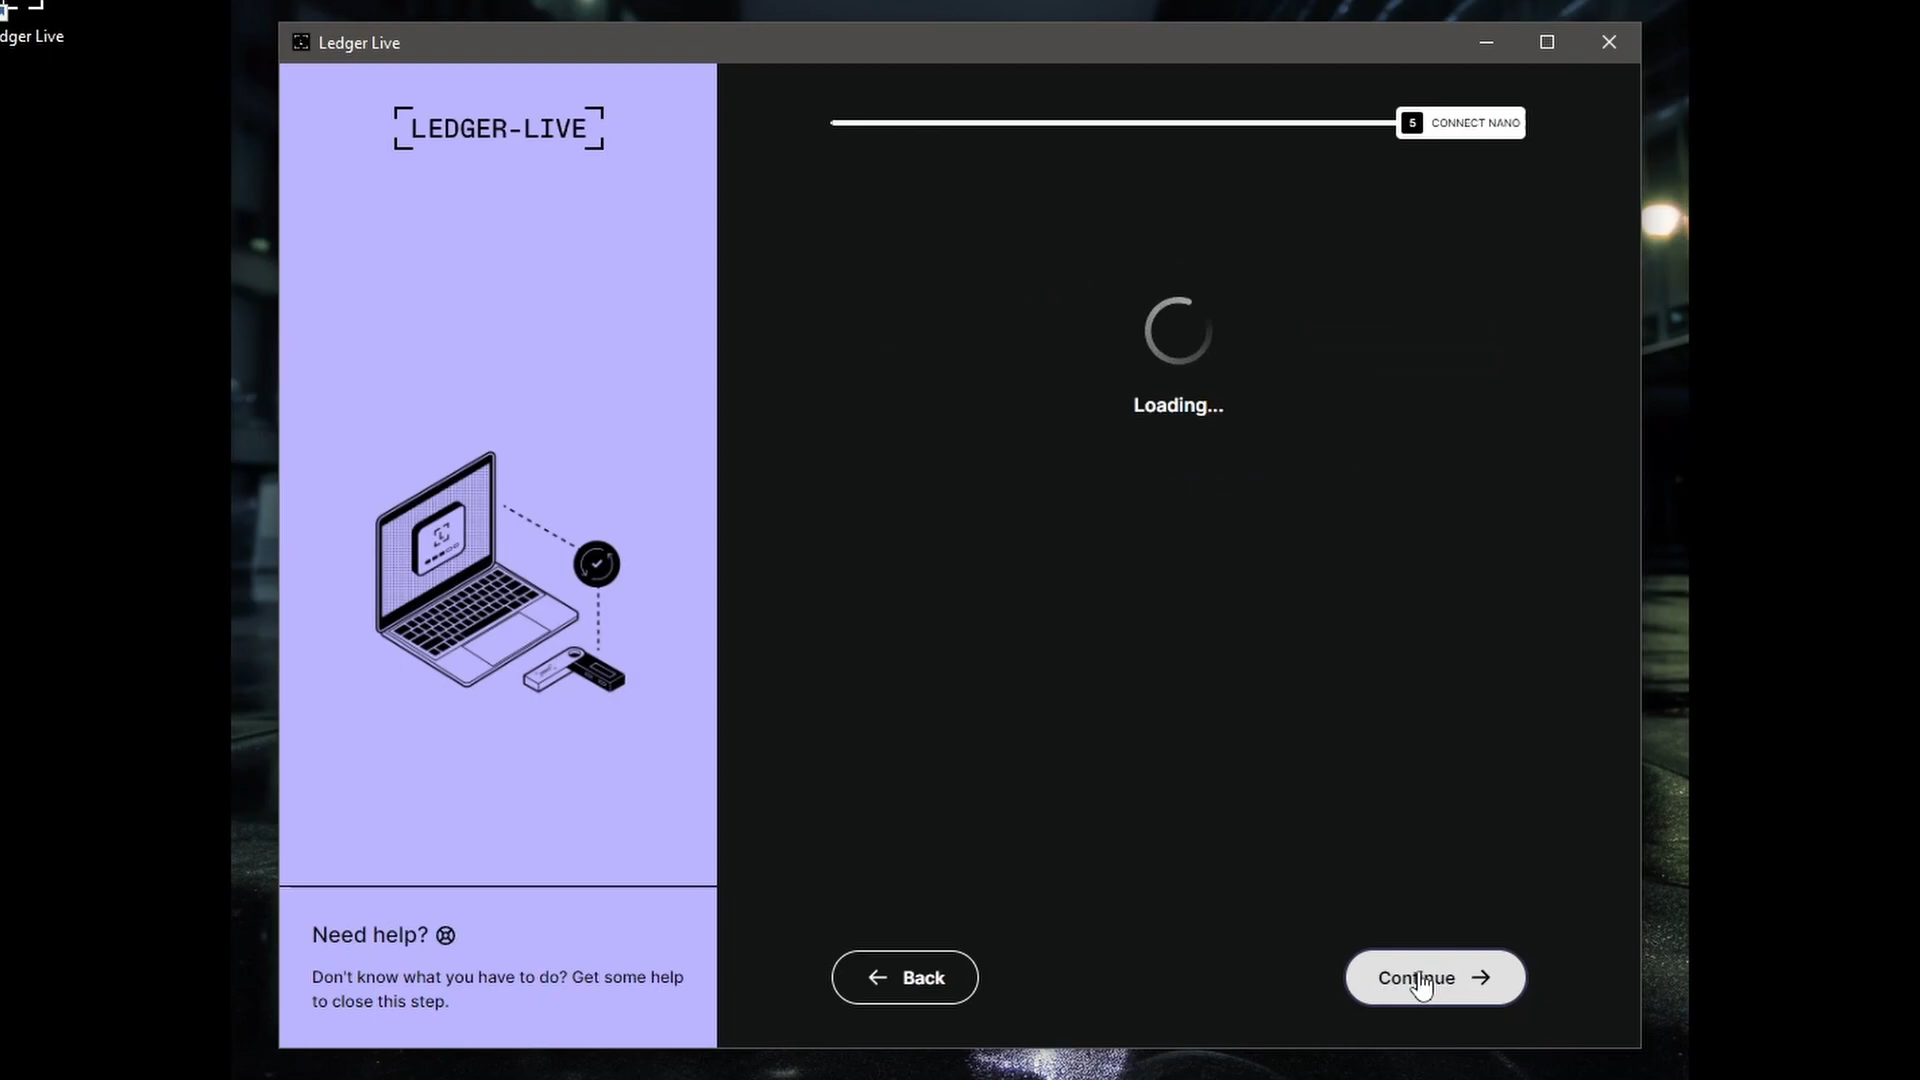 dger Live
Ledger Live
LEDGER-LIVE
5 CONNECT NANO
Loading...
Need help?
Don't know what you have to do? Get some help
to close this step.
Back
Continue